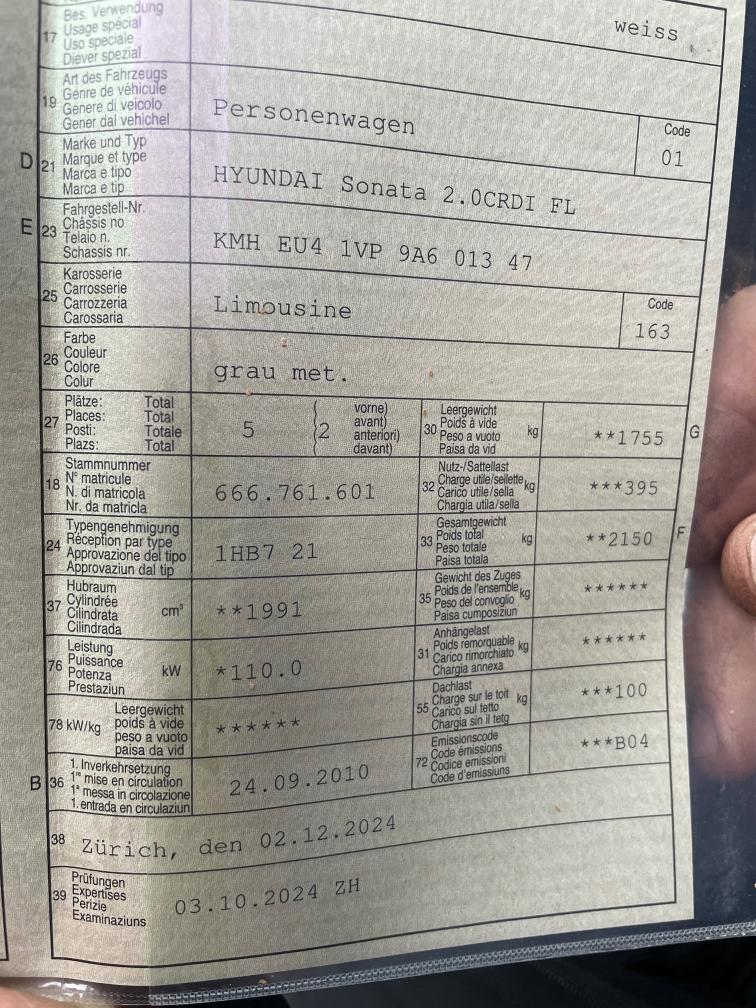 weiss
17 Bes. Verwendung
Usage spécial
Uso speciale
Diever spezial
19 Art des Fahrzeugs
Genre de véhicule
Genere di veicolo
Gener dal vehichel
Personenwagen
Code
01
D 21 Marke und Typ
Marque et type
Marca e tipo
Marca e tip
HYUNDAI Sonata 2.0CRDI FL
E 23 Fahrgestell-Nr.
Châssis no
Telaio n.
Schassis nr.
KMH EU4 1VP 9A6 013 47
25 Karosserie
Carrosserie
Carrozzeria
Carossaria
Limousine
Code
163
26 Farbe
Couleur
Colore
Colur
grau met.
27 Plätze: Total
Places: Total
Posti: Totale
Plazs: Total
5
(2 vorne)
avant)
anteriori)
davant)
30 Leergewicht
Poids à vide
Peso a vuoto
Paisa da vid
kg
**1755
G
18 Stammnummer
N° matricule
N. di matricola
Nr. da matricla
666.761.601
32 Nutz-/Sattellast
Charge utile/sellette
Carico utile/sella
Chargia utila/sella
kg
***395
24 Typengenehmigung
Réception par type
Approvazione del tipo
Approvaziun dal tip
1HB7 21
33 Gesamtgewicht
Poids total
Peso totale
Paisa totala
kg
**2150
F
37 Hubraum
Cylindrée
Cilindrata
Cilindrada
cm³
**1991
35 Gewicht des Zuges
Poids de l'ensemble
Peso del convoglio
Paisa cumposiziun
kg
******
76 Leistung
Puissance
Potenza
Prestaziun
kW
*110.0
31 Anhängelast
Poids remorquable
Carico rimorchiato
Chargia annexa
kg
******
78 kW/kg Leergewicht
poids à vide
peso a vuoto
paisa da vid
******
55 Dachlast
Charge sur le toit
Carico sul tetto
Chargia sin il tetg
kg
***100
B 36 1. Inverkehrsetzung
1re mise en circulation
1a messa in circolazione
1. entrada en circulaziun
24.09.2010
72 Emissionscode
Code émissions
Codice emissioni
Code d'emissiuns
***B04
38 Zürich, den 02.12.2024
39 Prüfungen
Expertises
Perizie
Examinaziuns
03.10.2024 ZH